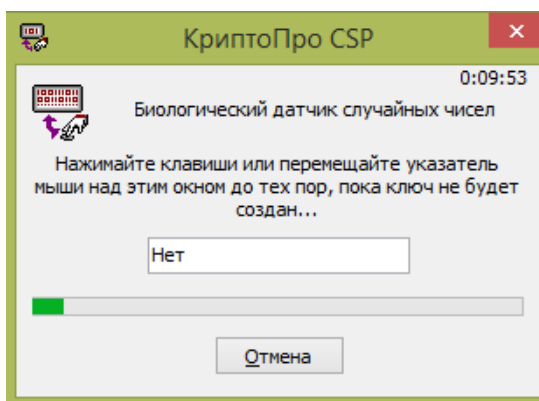 КриптоПро CSP
0:09:53
Биологический датчик случайных чисел
Нажимайте клавиши или перемещайте указатель
мыши над этим окном до тех пор, пока ключ не будет
создан...
Нет
Отмена